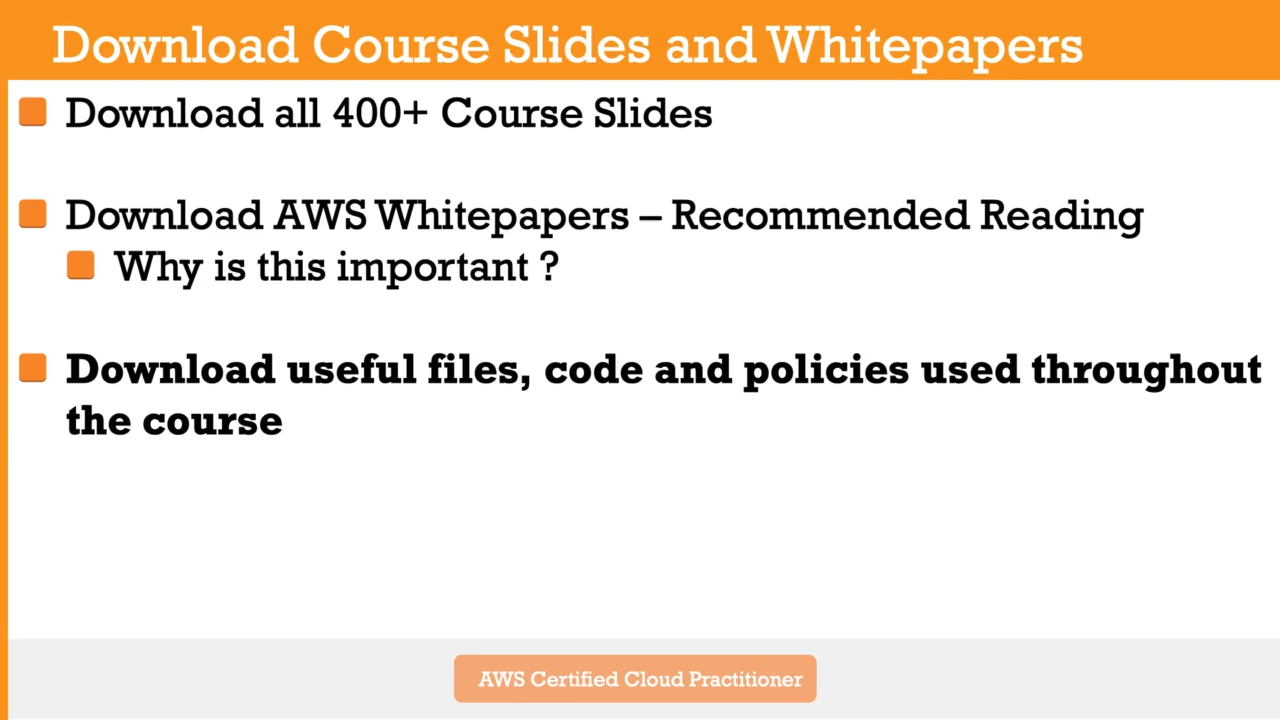 Download Course Slides and Whitepapers
Download all 400+ Course Slides
Download AWS Whitepapers – Recommended Reading
Why is this important ?
Download useful files, code and policies used throughout
the course
AWS Certified Cloud Practitioner